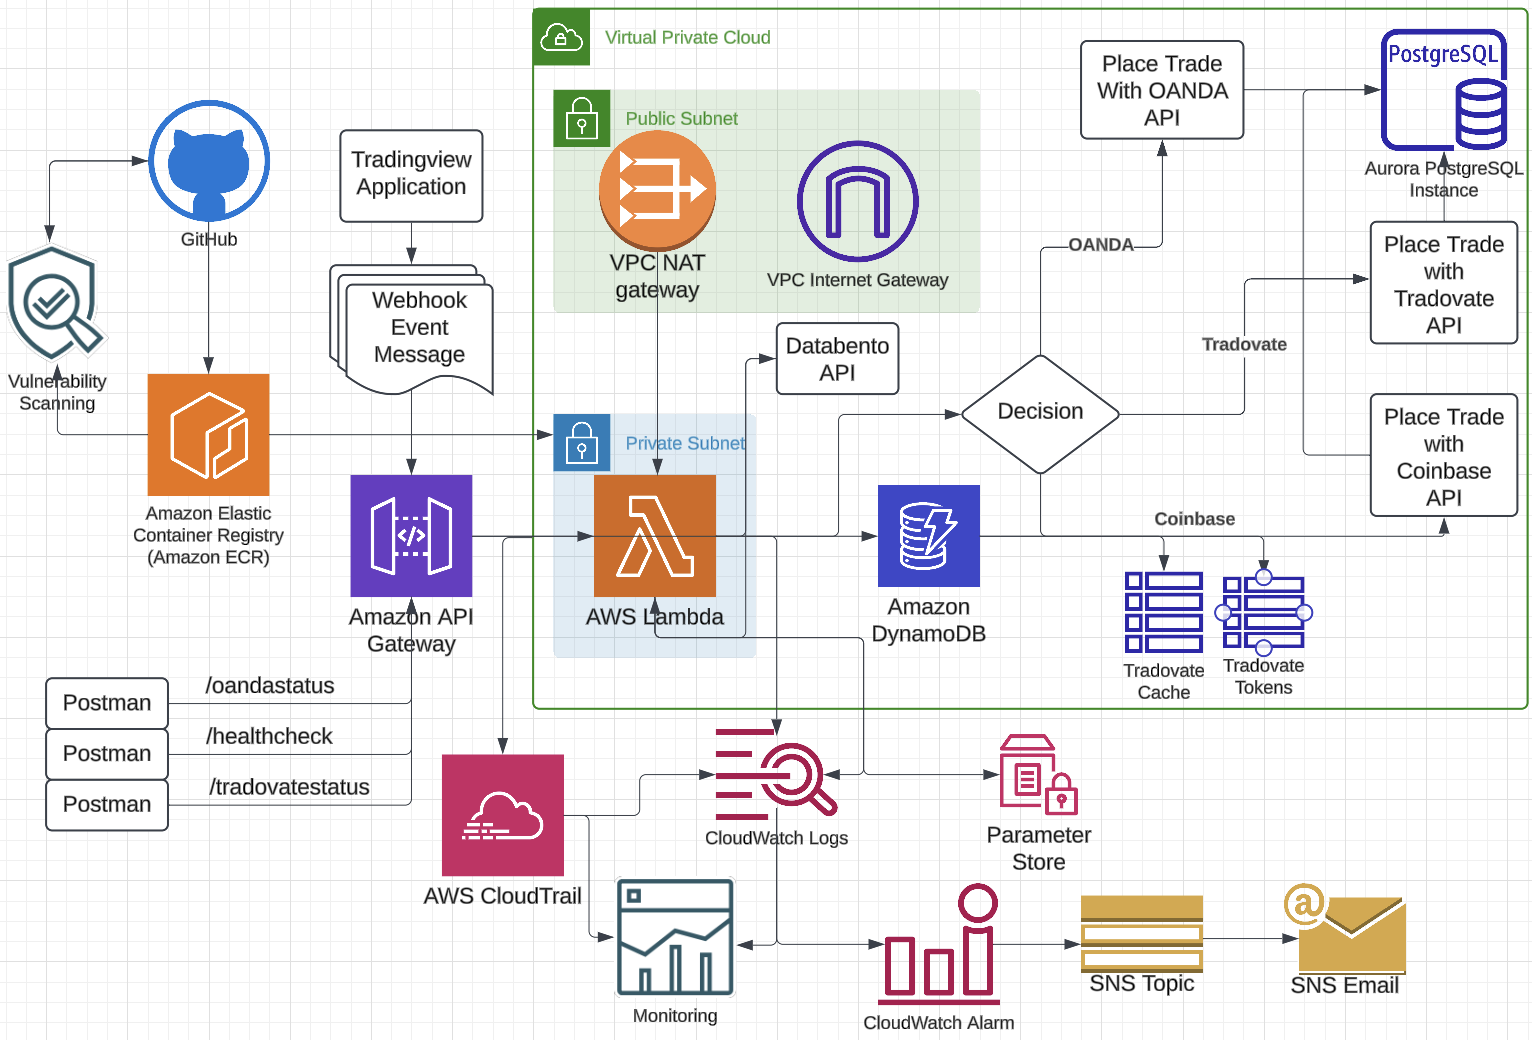 Virtual Private Cloud
Public Subnet
VPC NAT
gateway
VPC Internet Gateway
Place Trade
With OANDA
API
PostgreSQL
Aurora PostgreSQL
Instance
GitHub
Tradingview
Application
Webhook
Event
Message
Vulnerability
Scanning
Databento
API
OANDA
Tradovate
Place Trade
with
Tradovate
API
Decision
Place Trade
with
Coinbase
API
Private Subnet
Amazon Elastic
Container Registry
(Amazon ECR)
</>
Amazon API
Gateway
AWS Lambda
Amazon
DynamoDB
Coinbase
Tradovate
Cache
Tradovate
Tokens
Postman
/oandastatus
Postman
/healthcheck
Postman
/tradovatestatus
AWS CloudTrail
CloudWatch Logs
Parameter
Store
Monitoring
CloudWatch Alarm
SNS Topic
@
SNS Email